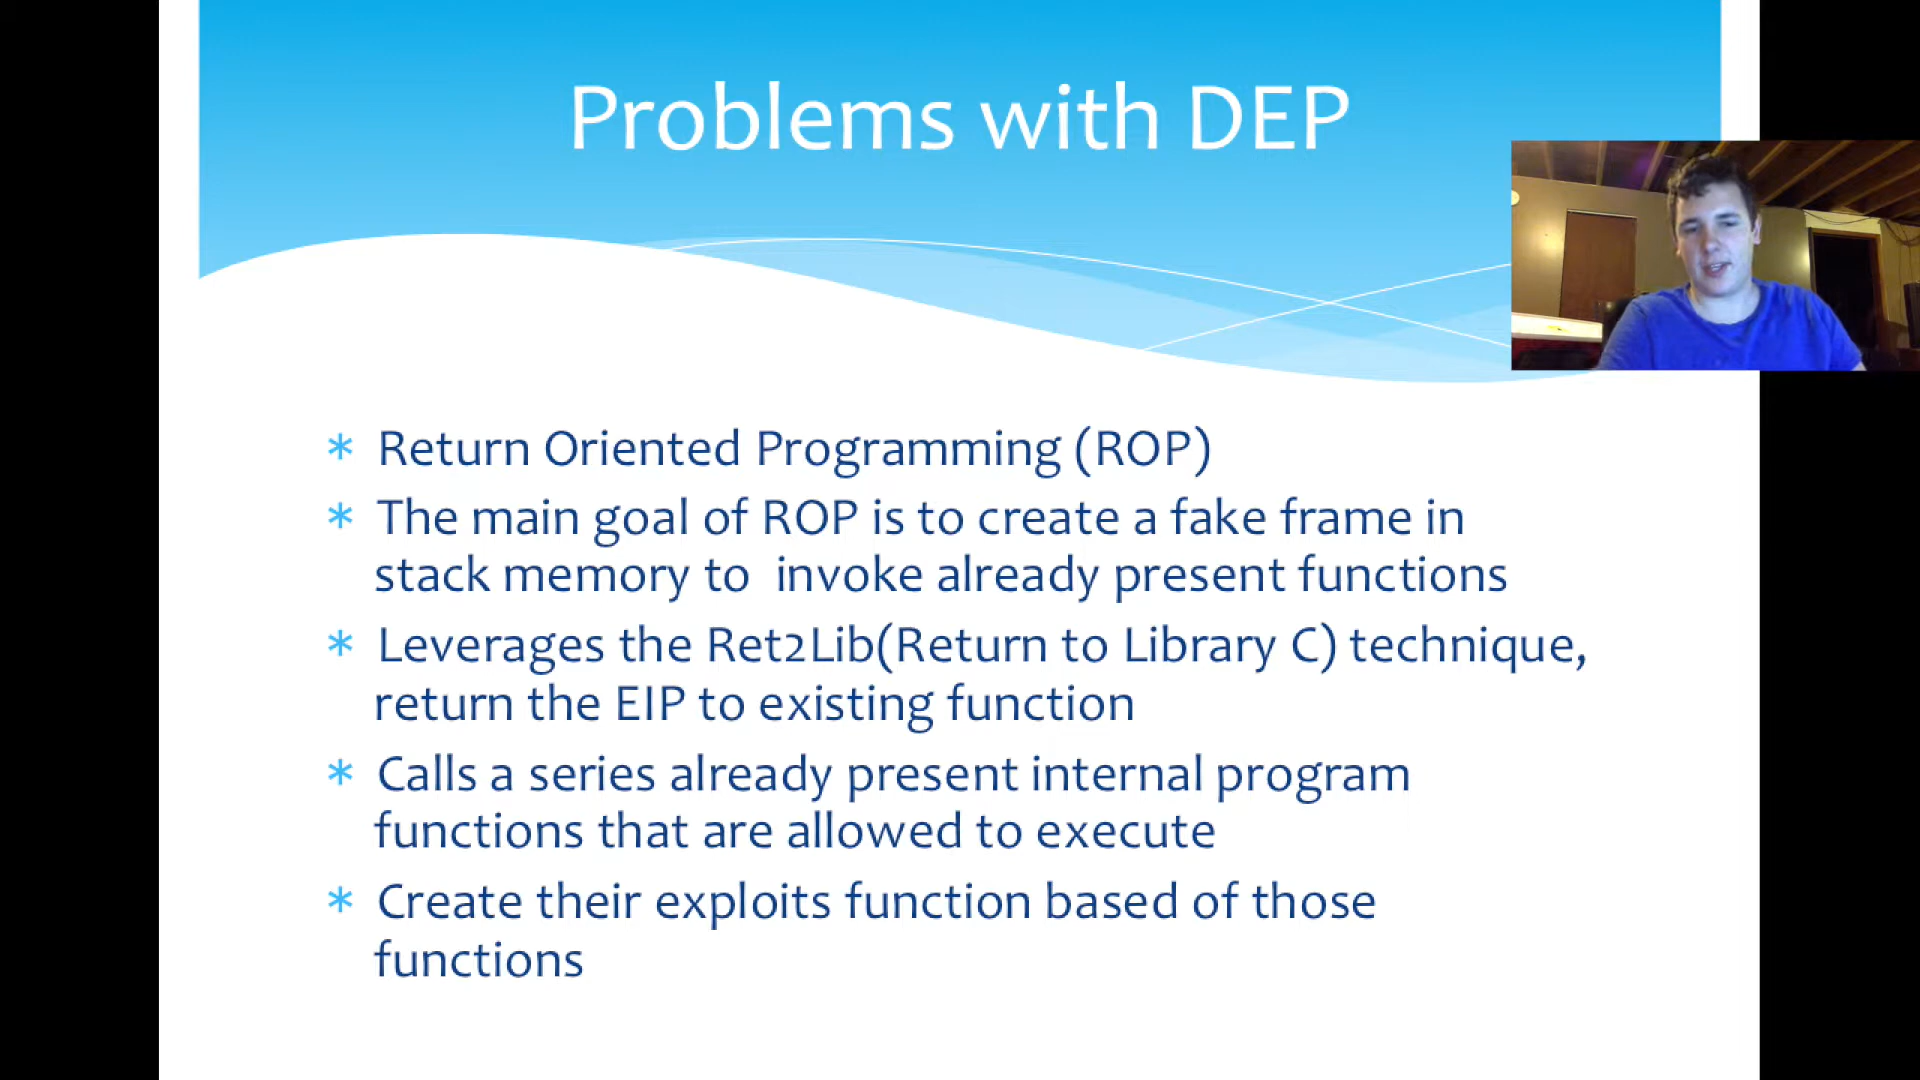 Problems with DEP
* Return Oriented Programming (ROP)
* The main goal of ROP is to create a fake frame in
stack memory to  invoke already present functions
* Leverages the Ret2Lib(Return to Library C) technique,
return the EIP to existing function
* Calls a series already present internal program
functions that are allowed to execute
* Create their exploits function based of those
functions